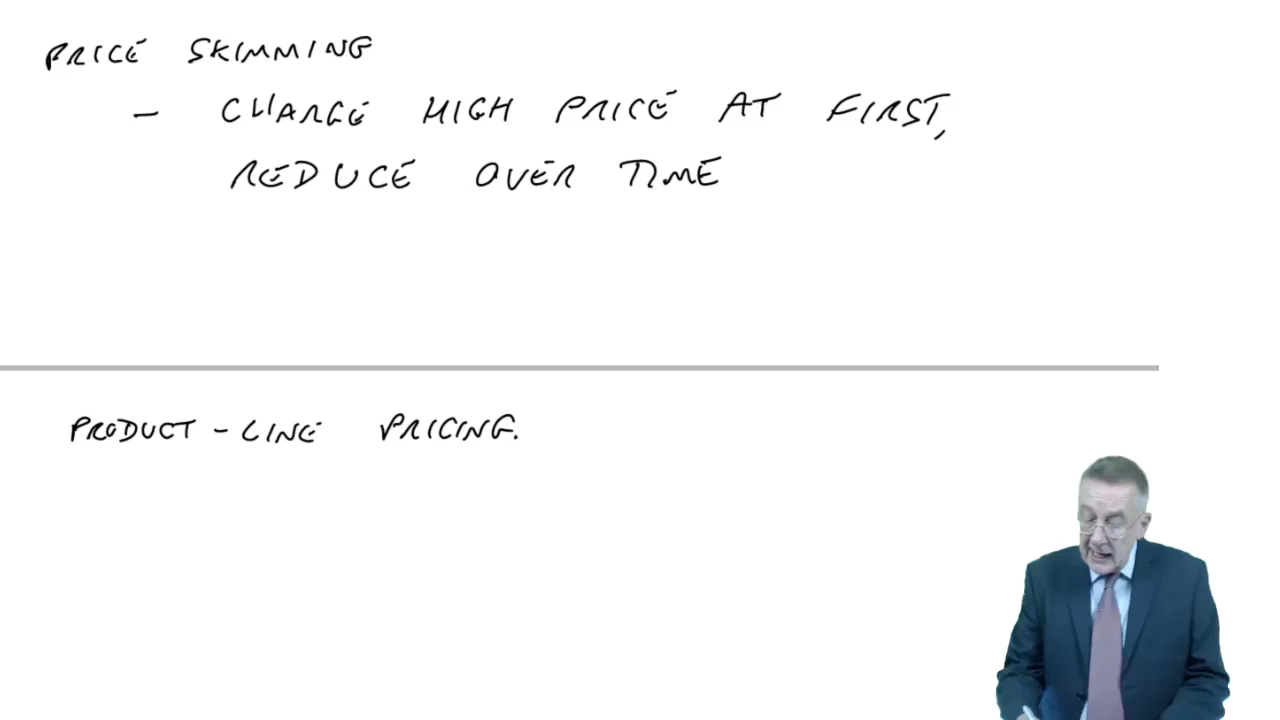 PRICE SKIMMING
- CHARGE HIGH PRICE AT FIRST,
REDUCE OVER TIME
PRODUCT-LINE PRICING.